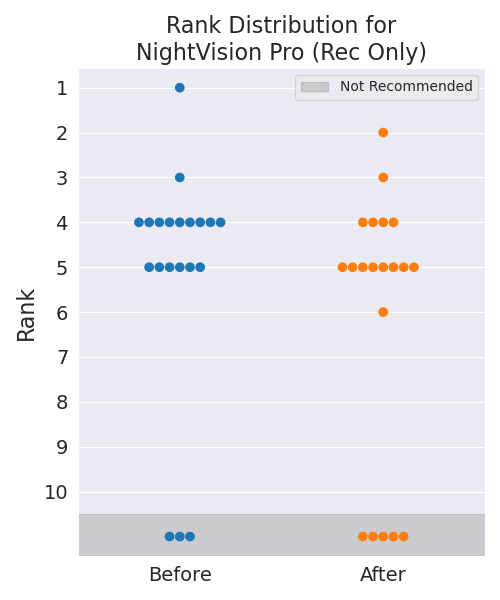 Rank Distribution for
NightVision Pro (Rec Only)
Not Recommended
Rank
1
2
3
4
5
6
7
8
9
10
Before
After